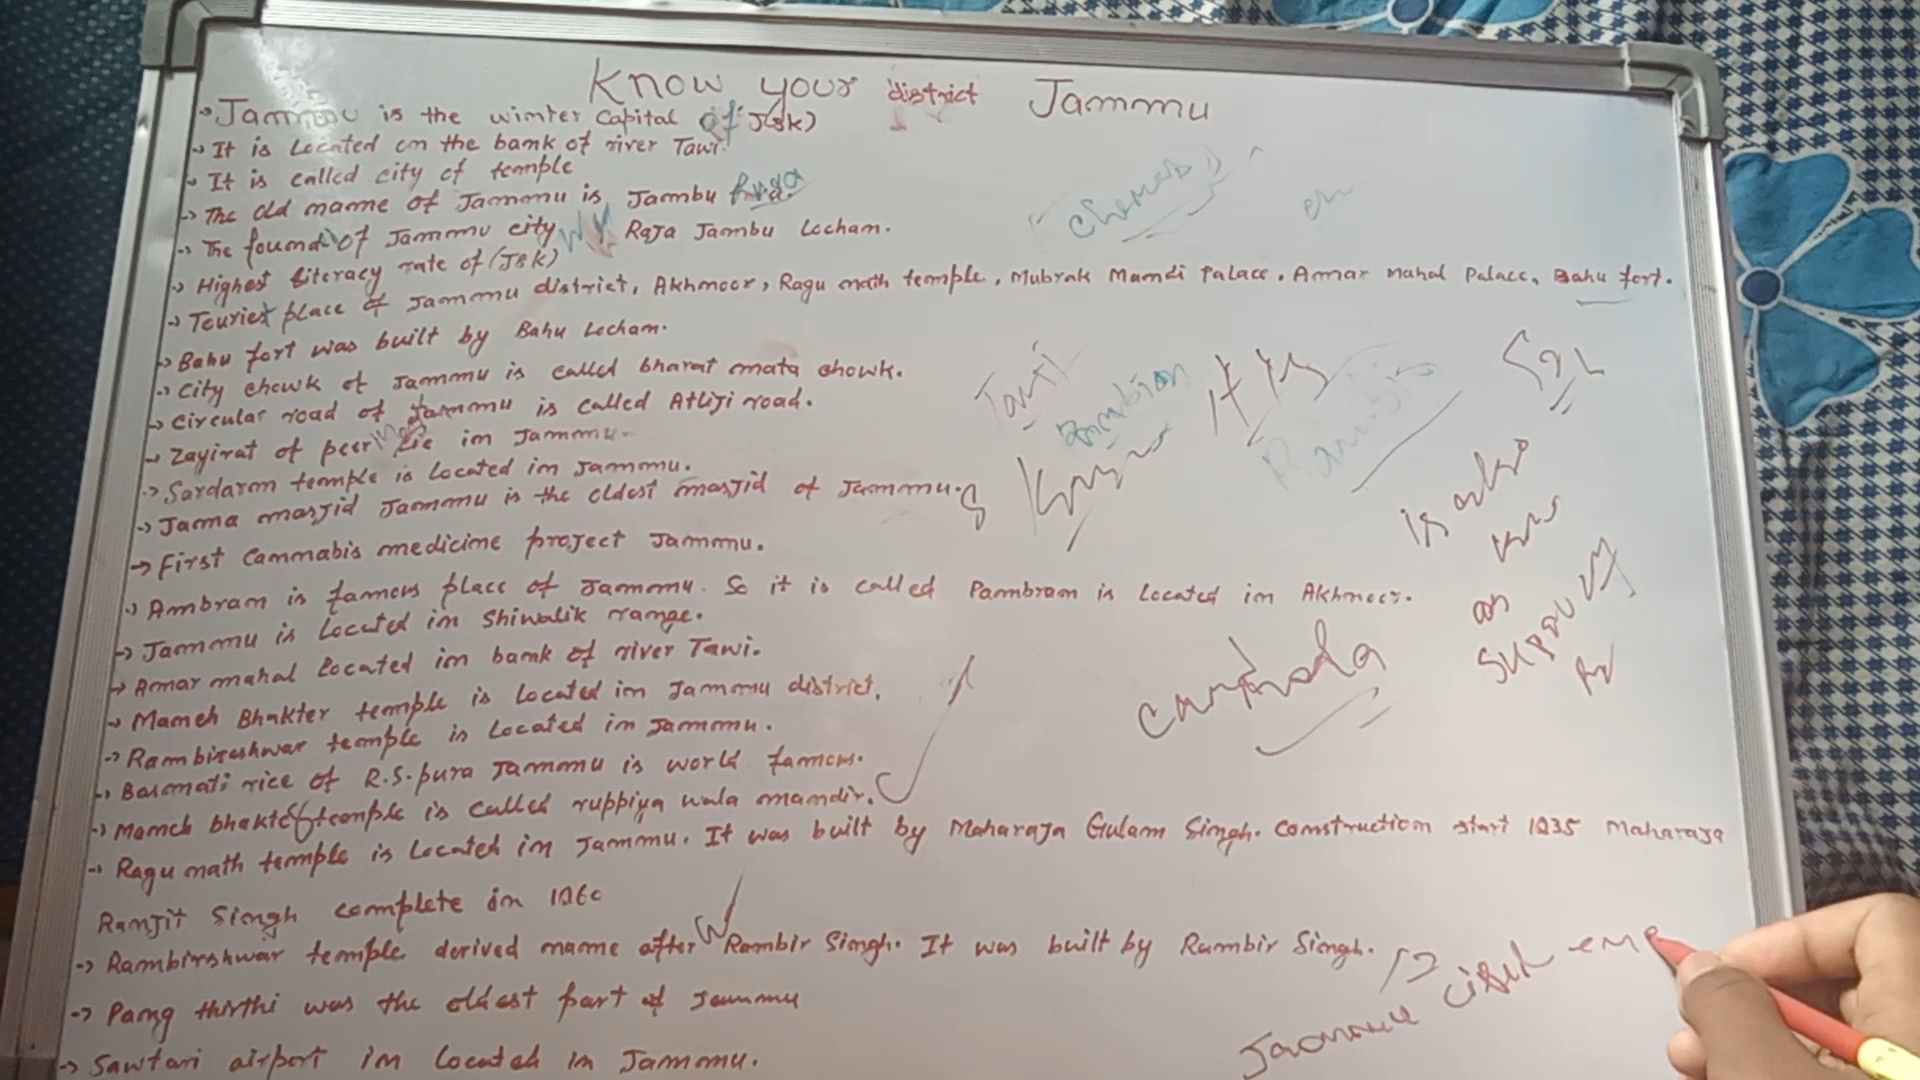 Know your district Jammu
→ Jammu is the winter Capital of J&K)
→ It is Located on the bank of river Tawi.
→ It is called city of temple
→ The old name of Jammu is Jambu
→ The found of Jammu city Raja Jambu Locham.
→ Highest literacy rate of (J&K)
→ Touriest place of Jammu district, Akhnoor, Ragu nath temple, Mubrak Mandi Palace, Amar Mahal Palace, Bahu fort.
→ Bahu fort was built by Bahu Locham.
→ City chowk of Jammu is called bharat mata chowk.
→ Circular road of Jammu is called Atliji road.
→ Zayirat of peer in Jammu.
→ Sardaron temple is Located in Jammu.
→ Jama masjid Jammu is the oldest masjid of Jammu.
→ First Cannabis medicine project Jammu.
→ Ambram is famous place of Jammu. So it is called Pambram is Located in Akhnoor.
→ Jammu is Located in Shiwalik range.
→ Amar mahal Located in bank of river Tawi.
→ Mameh Bhakter temple is Located in Jammu district.
→ Rambireshwar temple is Located in Jammu.
→ Basmati rice of R.S.pura Jammu is world famous.
→ Mameh bhakter temple is called ruppiya wala mandir.
→ Ragu nath temple is Located in Jammu. It was built by Maharaja Gulam Singh. Construction start 1835 Maharaja
Ranjit Singh complete in 1860
→ Rambirshwar temple derived name after Rambir Singh. It was built by Rambir Singh.
→ Pang thirthi was the oldest part of Jammu
→ Sawtari airport in Located in Jammu.
Chenab
Tawi
It is
is also
as
Jammu